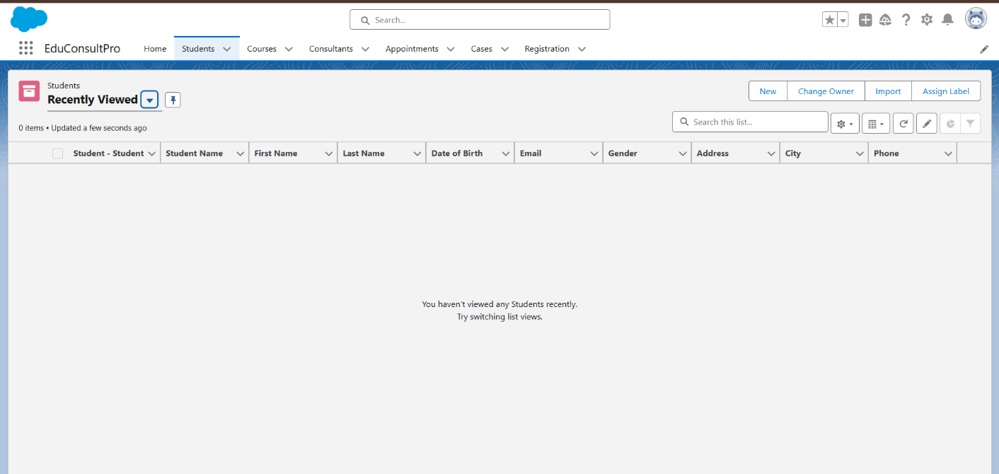 Search...
EduConsultPro Home Students Courses Consultants Appointments Cases Registration
Students
Recently Viewed
New Change Owner Import Assign Label
0 items • Updated a few seconds ago
Search this list...
Student - Student Student Name First Name Last Name Date of Birth Email Gender Address City Phone
You haven't viewed any Students recently.
Try switching list views.